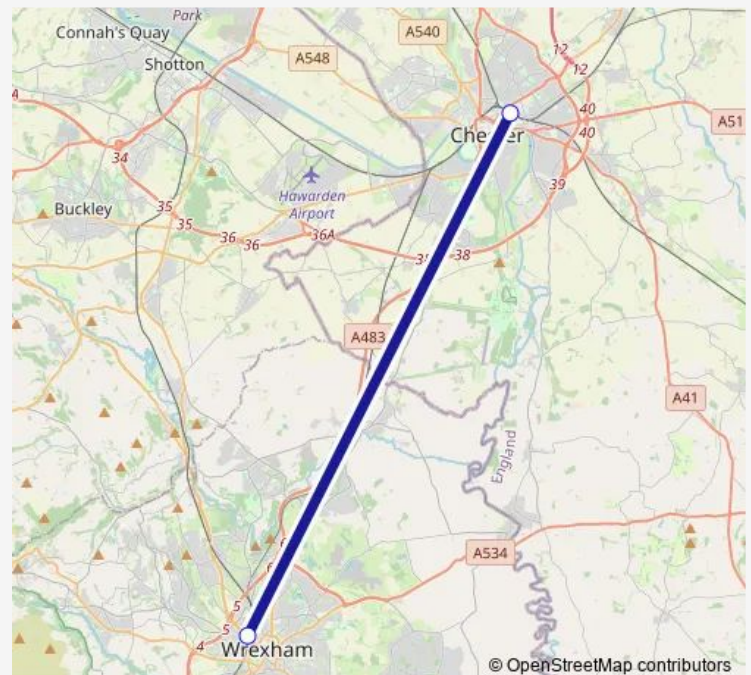 Park
Connah's Quay
Shotton
A548
A540
12
12
A51
40
40
Chester
34
39
Hawarden
Airport
Buckley
35
35
36
36
36A
38
A483
A41
England
A534
6
5
5
4
Wrexham
© OpenStreetMap contributors